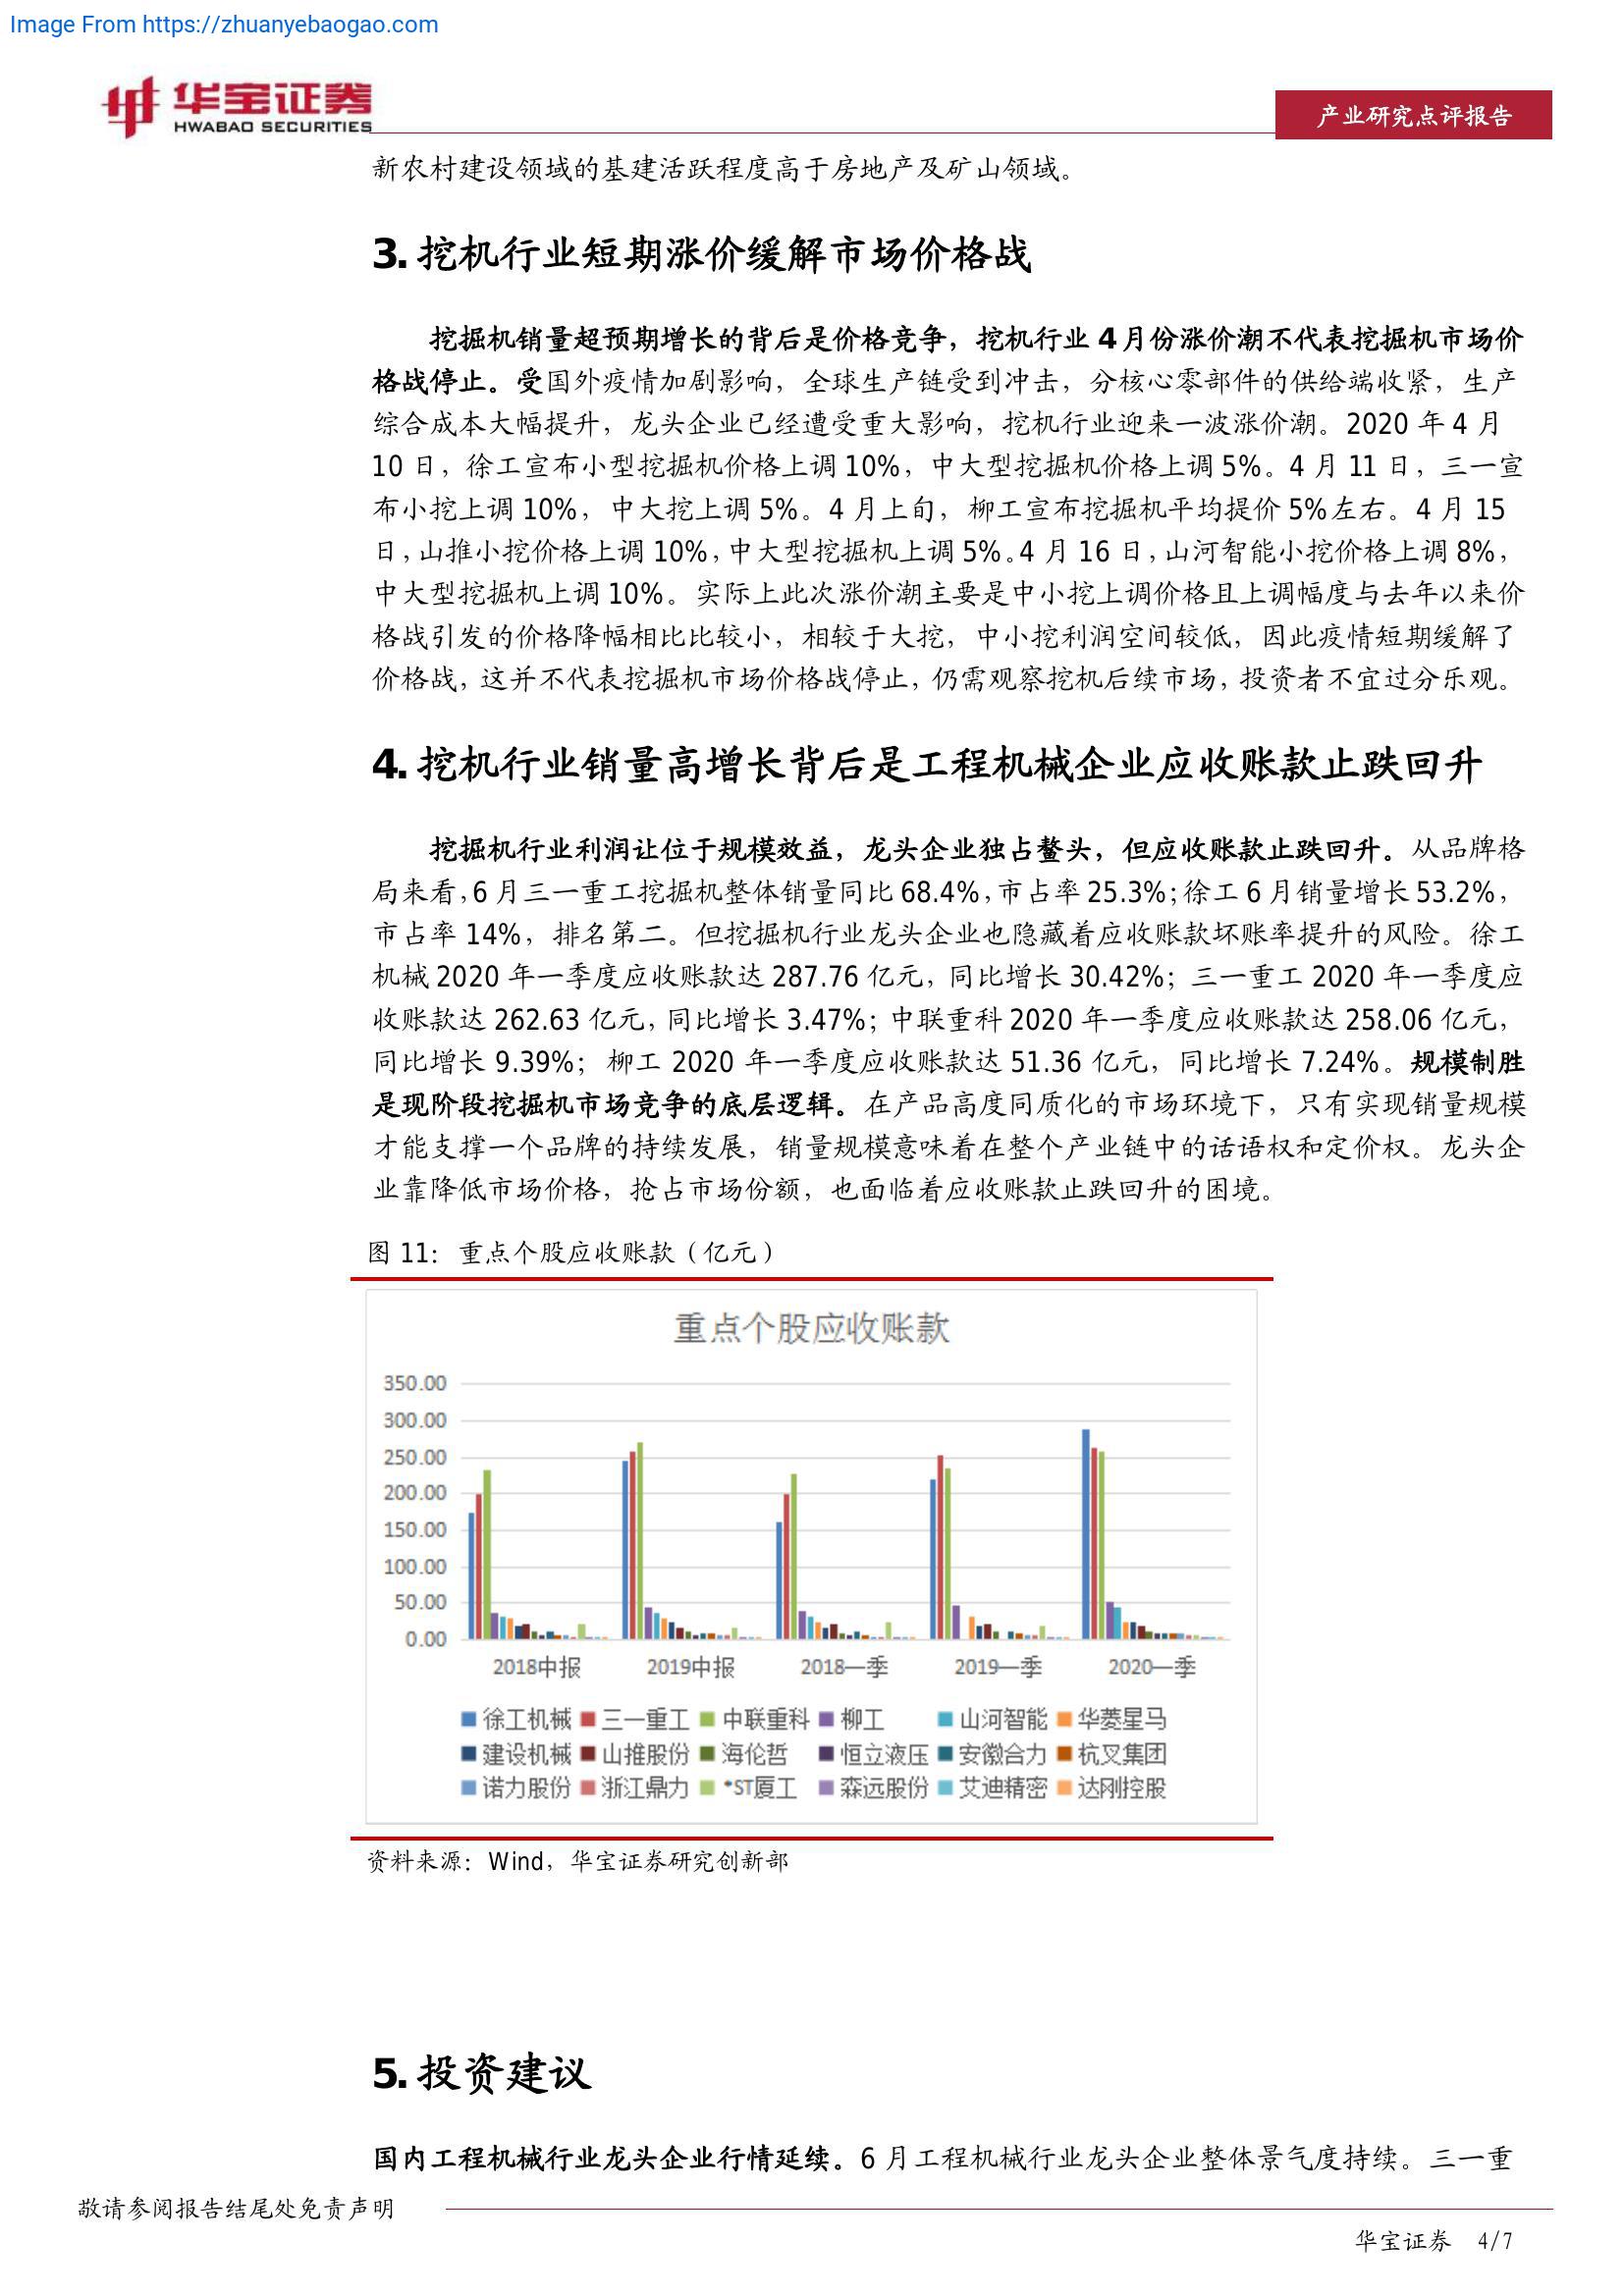 Image From https://zhuanyebaogao.com
华宝证券
HWABAO SECURITIES
产业研究点评报告
新农村建设领域的基建活跃程度高于房地产及矿山领域。
3. 挖机行业短期涨价缓解市场价格战
挖掘机销量超预期增长的背后是价格竞争，挖机行业 4 月份涨价潮不代表挖掘机市场价
格战停止。受国外疫情加剧影响，全球生产链受到冲击，分核心零部件的供给端收紧，生产
综合成本大幅提升，龙头企业已经遭受重大影响，挖机行业迎来一波涨价潮。2020 年 4 月
10 日，徐工宣布小型挖掘机价格上调 10%，中大型挖掘机价格上调 5%。4 月 11 日，三一宣
布小挖上调 10%，中大挖上调 5%。4 月上旬，柳工宣布挖掘机平均提价 5%左右。4 月 15
日，山推小挖价格上调 10%，中大型挖掘机上调 5%。4 月 16 日，山河智能小挖价格上调 8%，
中大型挖掘机上调 10%。实际上此次涨价潮主要是中小挖上调价格且上调幅度与去年以来价
格战引发的价格降幅相比比较小，相较于大挖，中小挖利润空间较低，因此疫情短期缓解了
价格战，这并不代表挖掘机市场价格战停止，仍需观察挖机后续市场，投资者不宜过分乐观。
4. 挖机行业销量高增长背后是工程机械企业应收账款止跌回升
挖掘机行业利润让位于规模效益，龙头企业独占鳌头，但应收账款止跌回升。从品牌格
局来看，6 月三一重工挖掘机整体销量同比 68.4%，市占率 25.3%；徐工 6 月销量增长 53.2%，
市占率 14%，排名第二。但挖掘机行业龙头企业也隐藏着应收账款坏账率提升的风险。徐工
机械 2020 年一季度应收账款达 287.76 亿元，同比增长 30.42%；三一重工 2020 年一季度应
收账款达 262.63 亿元，同比增长 3.47%；中联重科 2020 年一季度应收账款达 258.06 亿元，
同比增长 9.39%； 柳工 2020 年一季度应收账款达 51.36 亿元，同比增长 7.24%。规模制胜
是现阶段挖掘机市场竞争的底层逻辑。在产品高度同质化的市场环境下，只有实现销量规模
才能支撑一个品牌的持续发展，销量规模意味着在整个产业链中的话语权和定价权。龙头企
业靠降低市场价格，抢占市场份额，也面临着应收账款止跌回升的困境。
图 11： 重点个股应收账款（亿元）
重点个股应收账款
350.00
300.00
250.00
200.00
150.00
100.00
50.00
0.00
2018中报 2019中报 2018一季 2019一季 2020一季
徐工机械 三一重工 中联重科 柳工 山河智能 华菱星马
建设机械 山推股份 海伦哲 恒立液压 安徽合力 杭叉集团
诺力股份 浙江鼎力 *ST厦工 森远股份 艾迪精密 达刚控股
资料来源：Wind，华宝证券研究创新部
5. 投资建议
国内工程机械行业龙头企业行情延续。6 月工程机械行业龙头企业整体景气度持续。三一重
敬请参阅报告结尾处免责声明
华宝证券 4/7